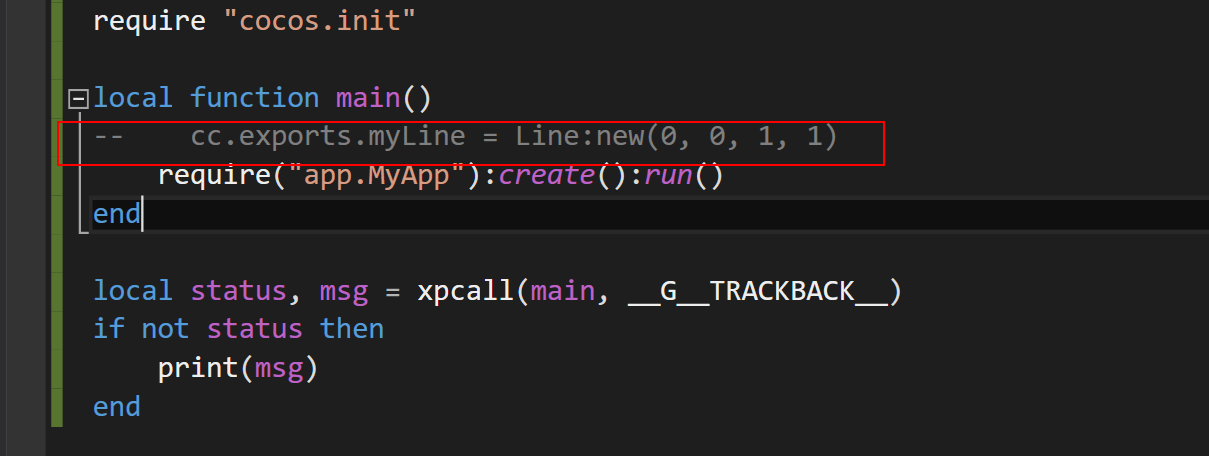 require "cocos.init"
local function main()
--    cc.exports.myLine = Line:new(0, 0, 1, 1)
    require("app.MyApp"):create():run()
end
local status, msg = xpcall(main, __G__TRACKBACK__)
if not status then
    print(msg)
end